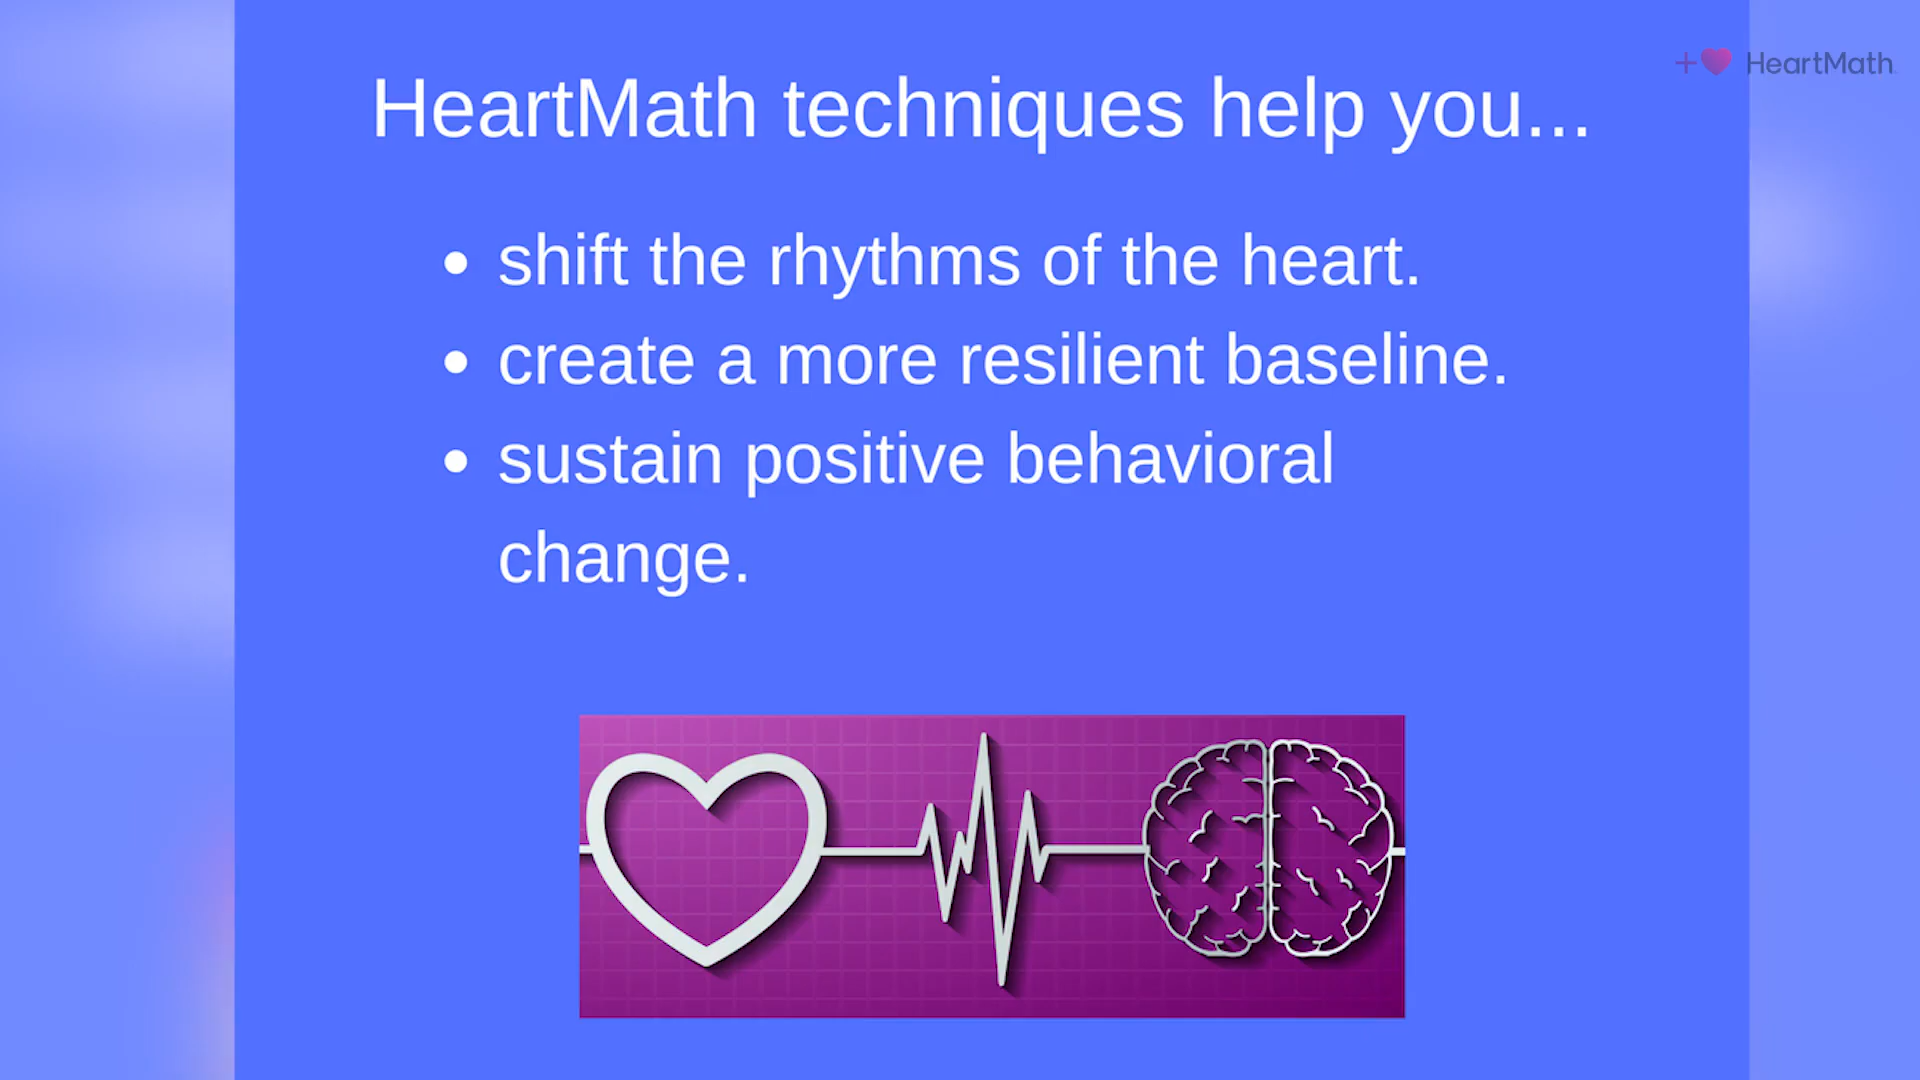 HeartMath
HeartMath techniques help you...
• shift the rhythms of the heart.
• create a more resilient baseline.
• sustain positive behavioral
change.